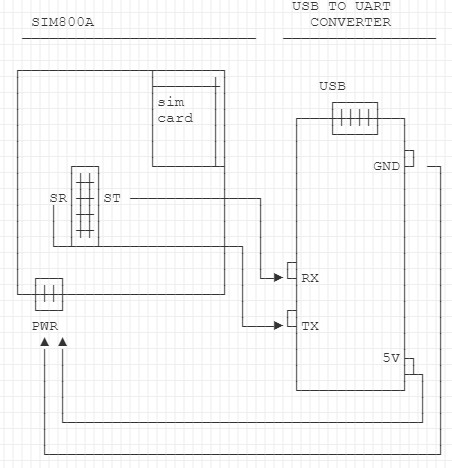 SIM800A
USB TO UART
CONVERTER
USB
sim
card
GND
SR
ST
RX
TX
PWR
5V